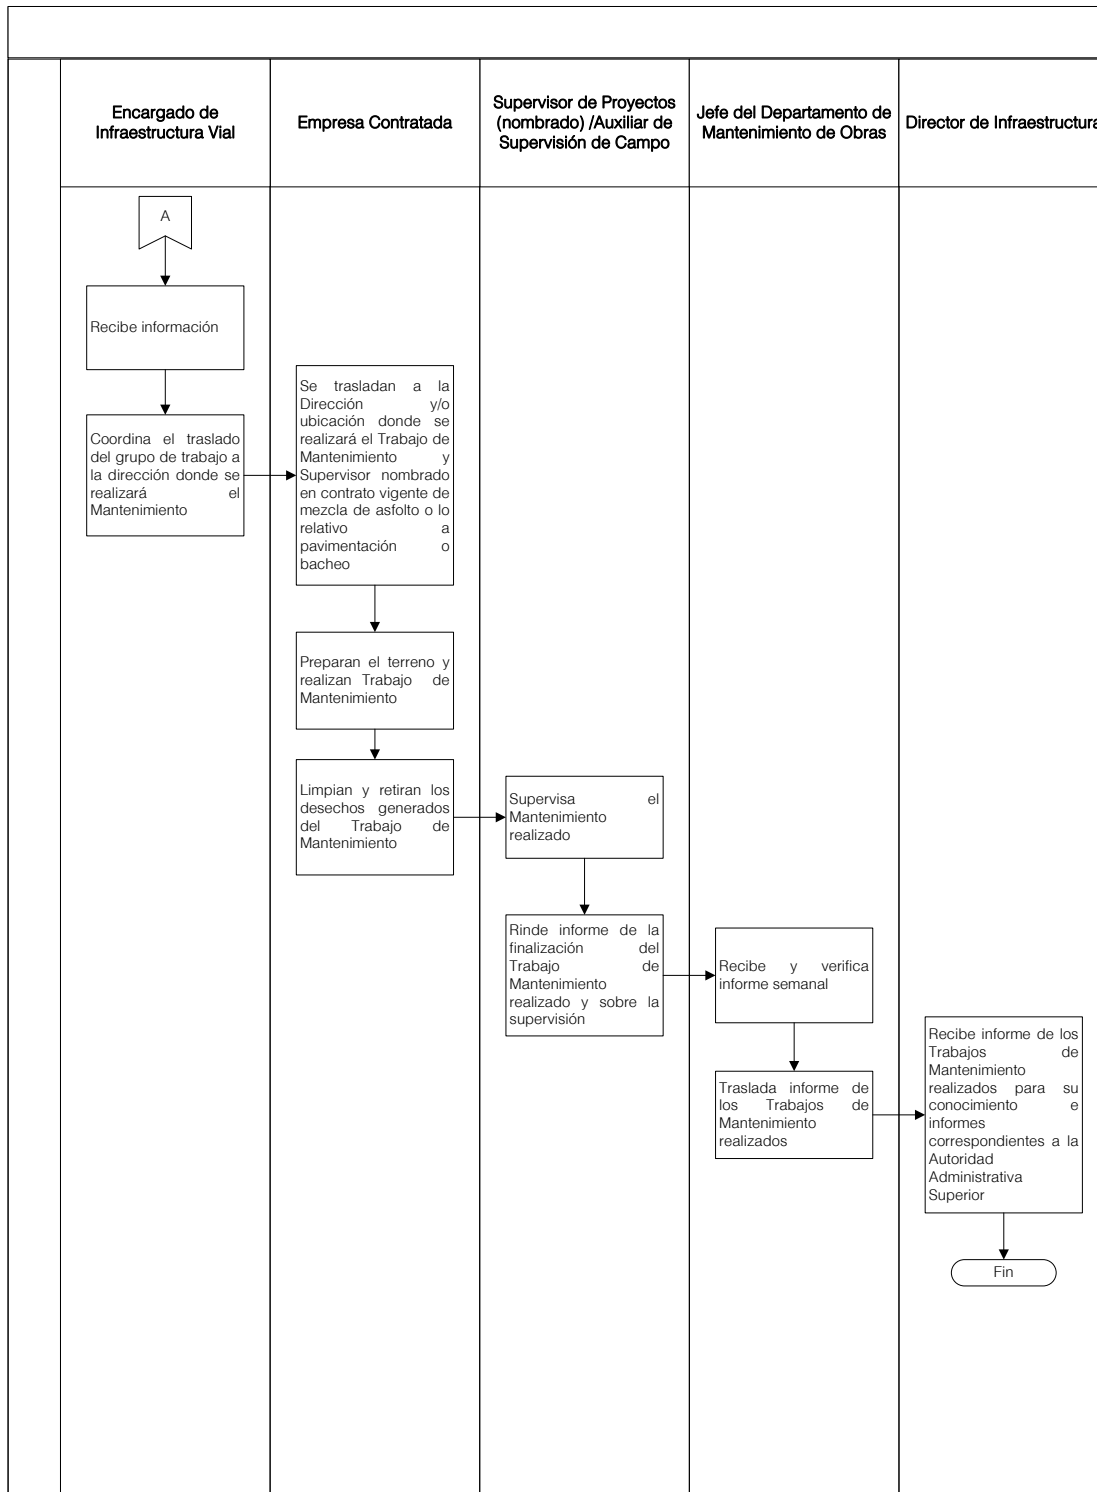 Encargado de
Infraestructura Vial
Empresa Contratada
Supervisor de Proyectos
(nombrado) /Auxiliar de
Supervisión de Campo
Jefe del Departamento de
Mantenimiento de Obras
Director de Infraestructura
A
Recibe información
Coordina el traslado
del grupo de trabajo a
la dirección donde se
realizará el
Mantenimiento
Se trasladan a la
Dirección y/o
ubicación donde se
realizará el Trabajo de
Mantenimiento y
Supervisor nombrado
en contrato vigente de
mezcla de asfolto o lo
relativo a
pavimentación o
bacheo
Preparan el terreno y
realizan Trabajo de
Mantenimiento
Limpian y retiran los
desechos generados
del Trabajo de
Mantenimiento
Supervisa el
Mantenimiento
realizado
Rinde informe de la
finalización del
Trabajo de
Mantenimiento
realizado y sobre la
supervisión
Recibe y verifica
informe semanal
Traslada informe de
los Trabajos de
Mantenimiento
realizados
Recibe informe de los
Trabajos de
Mantenimiento
realizados para su
conocimiento e
informes
correspondientes a la
Autoridad
Administrativa
Superior
Fin